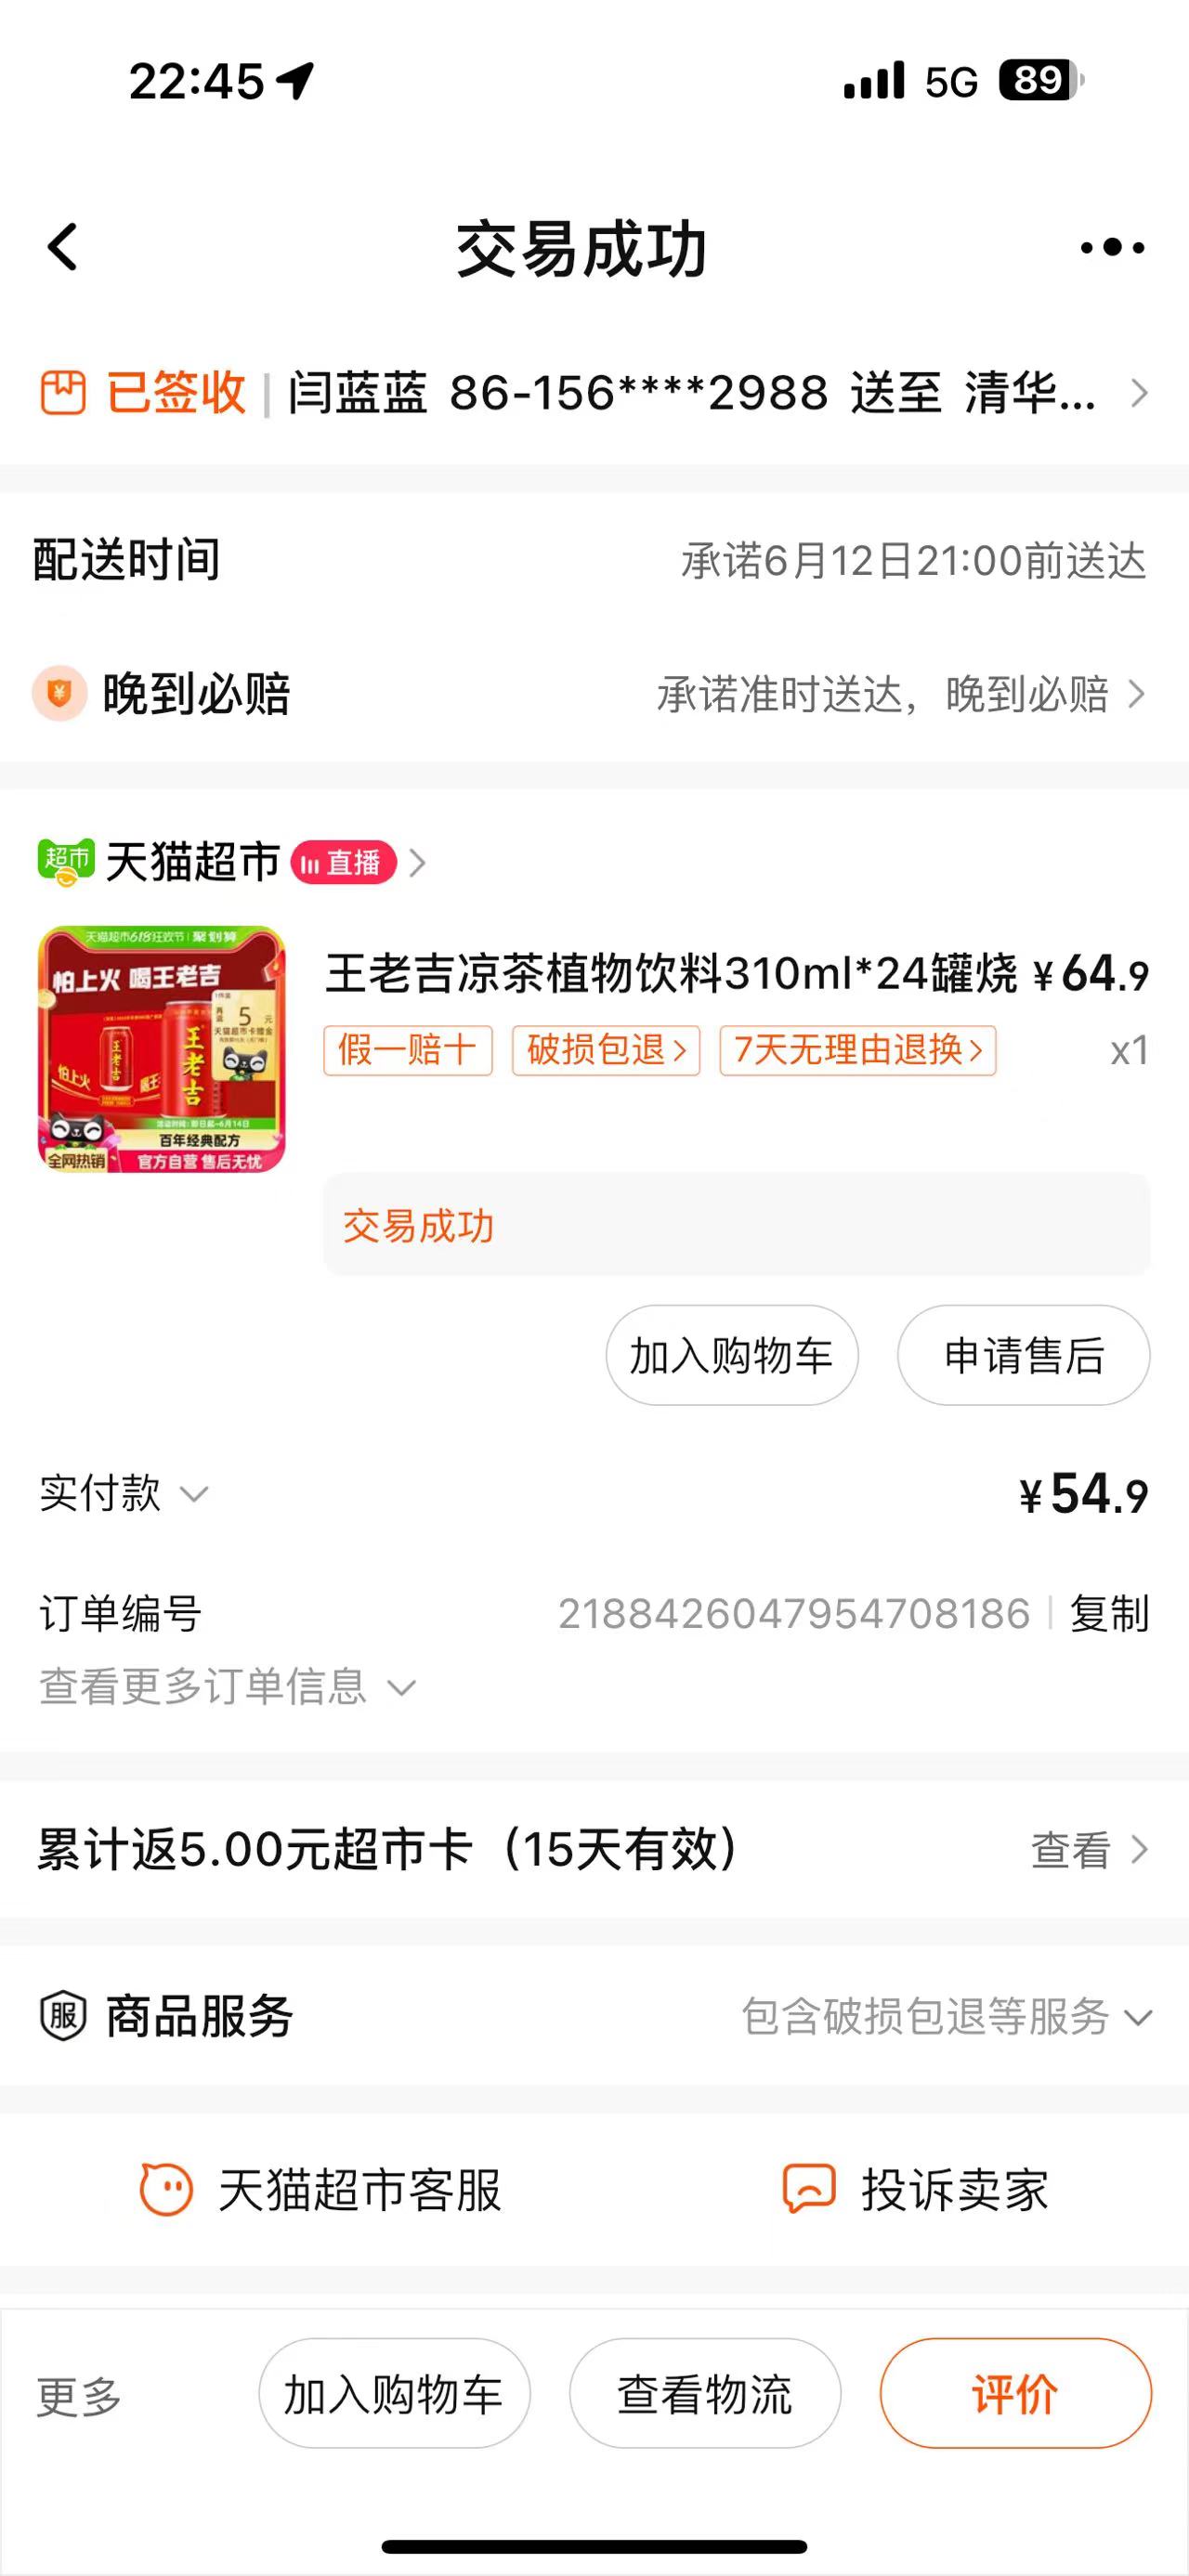 22:45 5G 89
交易成功
已签收 | 闫蓝蓝 86-156****2988 送至 清华...
配送时间 承诺6月12日21:00前送达
晚到必赔 承诺准时送达，晚到必赔
超市 天猫超市 直播
天猫超市618狂欢节 | 聚划算
怕上火 喝王老吉
5 元
天猫超市卡赠金
王老吉
王老吉
怕上火
百年经典配方
全网热销 官方自营 售后无忧
王老吉凉茶植物饮料310ml*24罐烧 ¥64.9
假一赔十 破损包退 7天无理由退换 x1
交易成功
加入购物车 申请售后
实付款 ¥54.9
订单编号 2188426047954708186 | 复制
查看更多订单信息
累计返5.00元超市卡（15天有效） 查看
服 商品服务 包含破损包退等服务
天猫超市客服 投诉卖家
更多 加入购物车 查看物流 评价